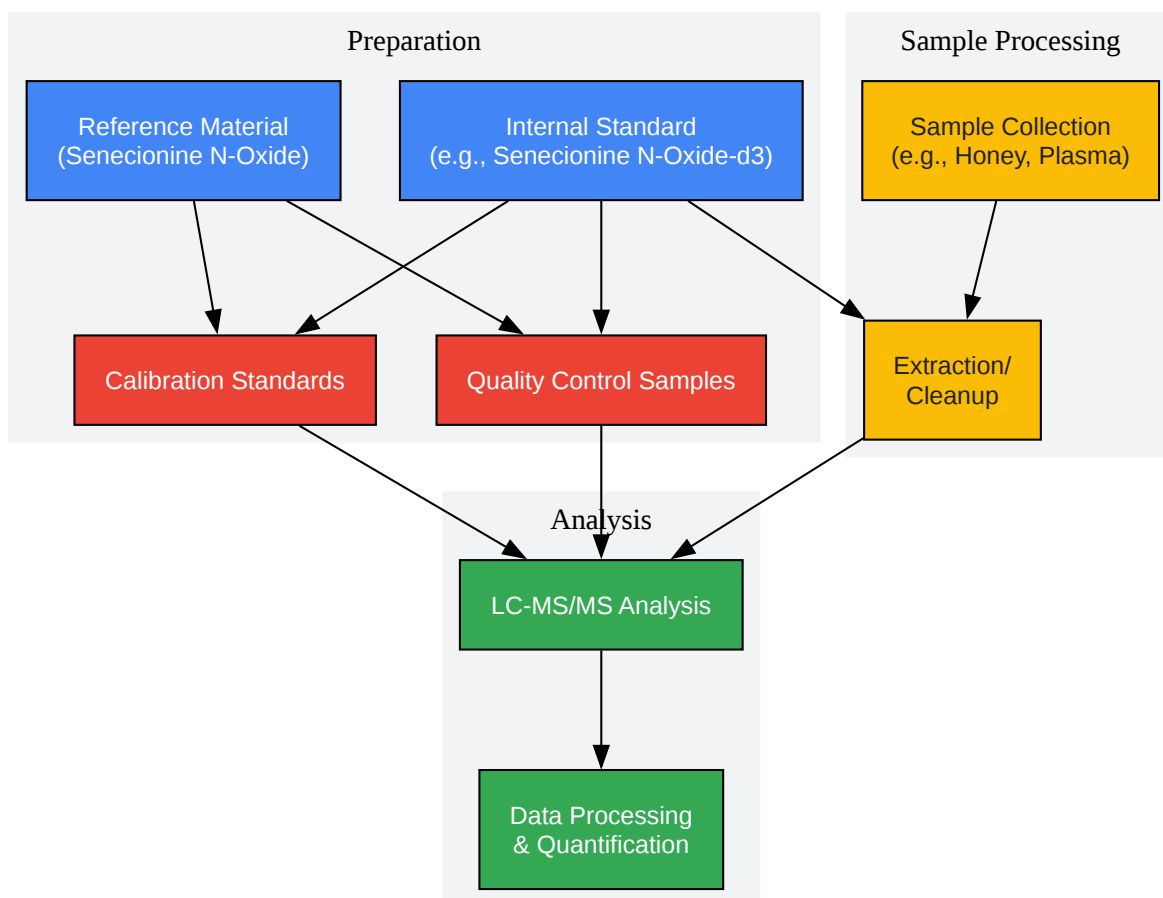 Preparation
Sample Processing
Reference Material
(Senecionine N-Oxide)
Internal Standard
(e.g., Senecionine N-Oxide-d3)
Sample Collection
(e.g., Honey, Plasma)
Calibration Standards
Quality Control Samples
Extraction/
Cleanup
Analysis
LC-MS/MS Analysis
Data Processing
& Quantification